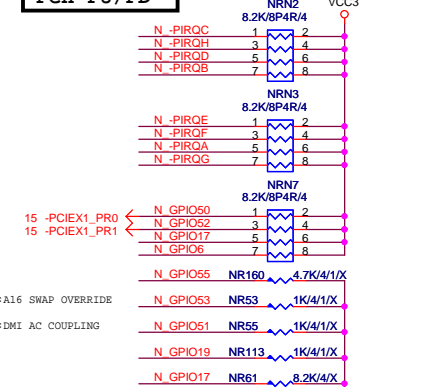 PCH PU/PD
NRN2 VCC3
8.2K/8P4R/4
N_-PIRQC 1 2
N_-PIRQH 3 4
N_-PIRQD 5 6
N_-PIRQB 7 8
NRN3
8.2K/8P4R/4
N_-PIRQE 1 2
N_-PIRQF 3 4
N_-PIRQA 5 6
N_-PIRQG 7 8
NRN7
8.2K/8P4R/4
15 -PCIEX1_PR0 N_GPIO50 1 2
15 -PCIEX1_PR1 N_GPIO52 3 4
N_GPIO17 5 6
N_GPIO6 7 8
N_GPIO55 NR160 4.7K/4/1/X
:A16 SWAP OVERRIDE N_GPIO53 NR53 1K/4/1/X
:DMI AC COUPLING N_GPIO51 NR55 1K/4/1/X
N_GPIO19 NR113 1K/4/1/X
N_GPIO17 NR61 8.2K/4/X